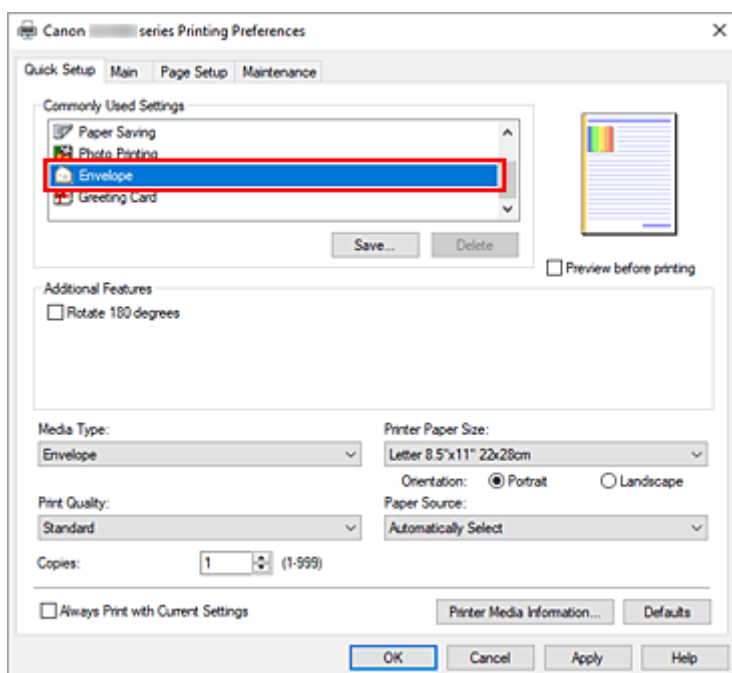 Canon series Printing Preferences
Quick Setup Main Page Setup Maintenance
Commonly Used Settings
Paper Saving
Photo Printing
Envelope
Greeting Card
Save... Delete
Preview before printing
Additional Features
Rotate 180 degrees
Media Type: Printer Paper Size:
Envelope Letter 8.5"x11" 22x28cm
Orientation: Portrait Landscape
Print Quality: Paper Source:
Standard Automatically Select
Copies: 1 (1-999)
Always Print with Current Settings Printer Media Information... Defaults
OK Cancel Apply Help